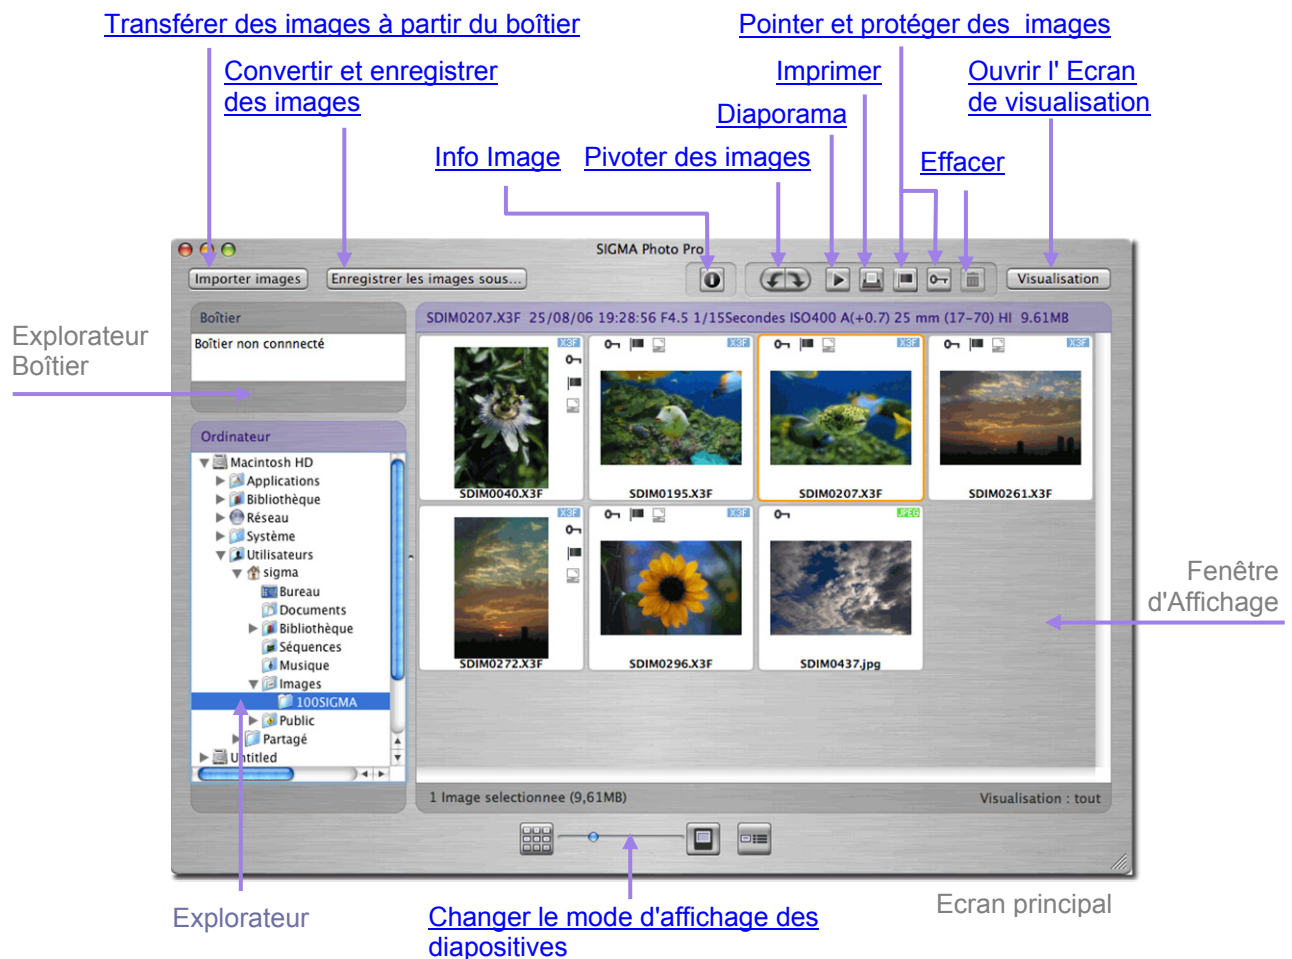 Transférer des images à partir du boîtier
Pointer et protéger des images
Convertir et enregistrer
des images
Imprimer
Ouvrir l' Ecran
de visualisation
Diaporama
Info Image
Pivoter des images
Effacer
SIGMA Photo Pro
Importer images
Enregistrer les images sous...
Visualisation
Explorateur
Boîtier
Boîtier
Boîtier non connnecté
SDIM0207.X3F 25/08/06 19:28:56 F4.5 1/15Secondes ISO400 A(+0.7) 25 mm (17-70) HI 9.61MB
X3F
X3F
X3F
X3F
SDIM0040.X3F
SDIM0195.X3F
SDIM0207.X3F
SDIM0261.X3F
X3F
X3F
JPEG
SDIM0272.X3F
SDIM0296.X3F
SDIM0437.jpg
Ordinateur
Macintosh HD
Applications
Bibliothèque
Réseau
Système
Utilisateurs
sigma
Bureau
Documents
Bibliothèque
Séquences
Musique
Images
100SIGMA
Public
Partagé
Untitled
Fenêtre
d'Affichage
1 Image selectionnee (9,61MB)
Visualisation : tout
Explorateur
Changer le mode d'affichage des
diapositives
Ecran principal